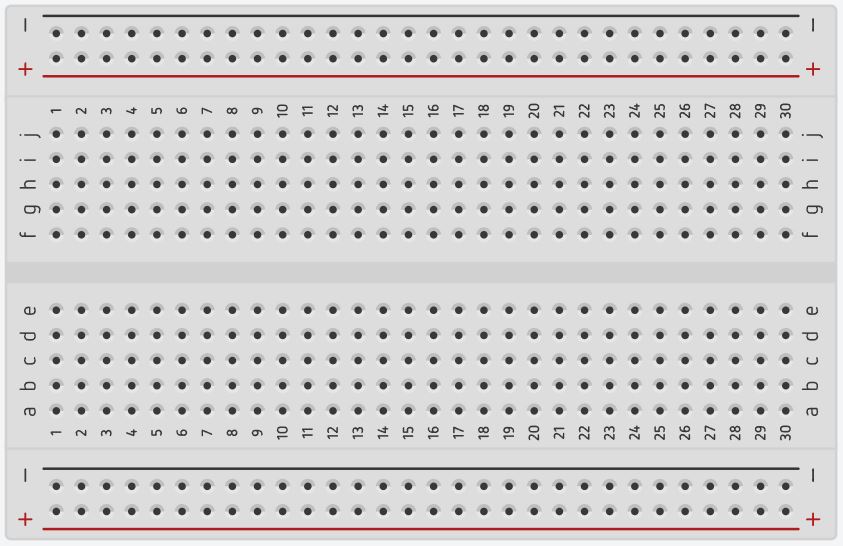 − −
+ +
1 2 3 4 5 6 7 8 9 10 11 12 13 14 15 16 17 18 19 20 21 22 23 24 25 26 27 28 29 30
j j
i i
h h
g g
f f
e e
d d
c c
b b
a a
1 2 3 4 5 6 7 8 9 10 11 12 13 14 15 16 17 18 19 20 21 22 23 24 25 26 27 28 29 30
− −
+ +